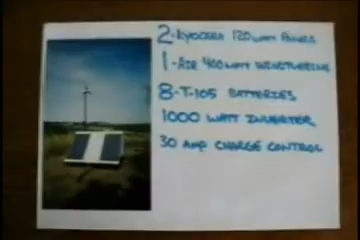 2-KYOCERA 120 WATT PANELS
1-AIR 400 WATT WINDTURBINE
8-T-105 BATTERIES
1000 WATT INVERTER
30 AMP CHARGE CONTROL